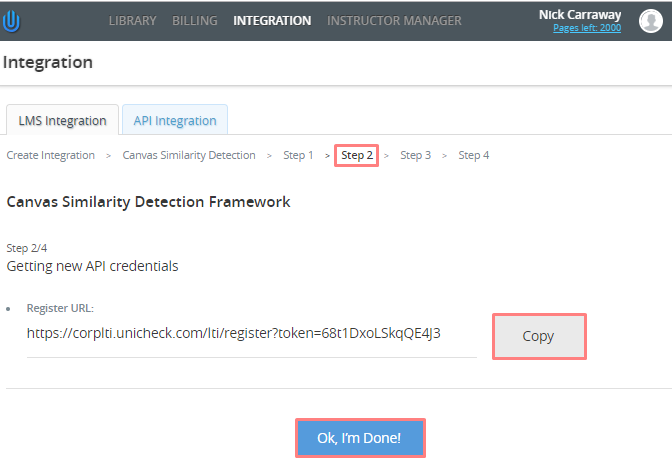 LIBRARY BILLING INTEGRATION INSTRUCTOR MANAGER
Nick Carraway
Pages left: 2000
Integration
LMS Integration API Integration
Create Integration > Canvas Similarity Detection > Step 1 > Step 2 > Step 3 > Step 4
Canvas Similarity Detection Framework
Step 2/4
Getting new API credentials
• Register URL:
https://corplti.unicheck.com/lti/register?token=68t1DxoLSkqQE4J3
Copy
Ok, I'm Done!